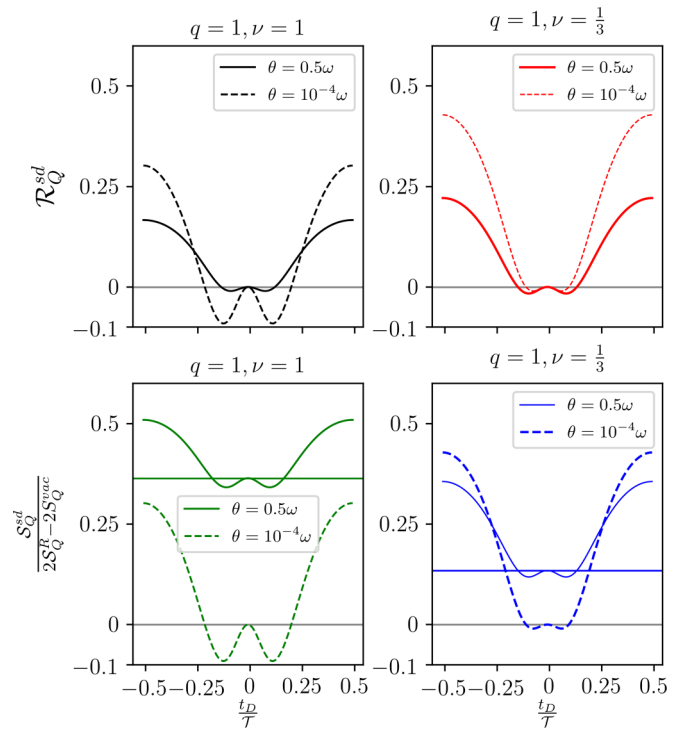 q = 1, ν = 1
q = 1, ν = 1/3
0.5
0.25
0
−0.1
θ = 0.5ω
θ = 10⁻⁴ω
0.5
0.25
0
−0.1
θ = 0.5ω
θ = 10⁻⁴ω
ℛ_Q^{sd}
q = 1, ν = 1
q = 1, ν = 1/3
0.5
0.25
0
−0.1
θ = 0.5ω
θ = 10⁻⁴ω
0.5
0.25
0
−0.1
θ = 0.5ω
θ = 10⁻⁴ω
𝒮_Q^{sd} / 2𝒮_Q^R − 2S_Q^{vac}
−0.5 −0.25 0 0.25 0.5
t_D/𝒯
−0.5 −0.25 0 0.25 0.5
t_D/𝒯